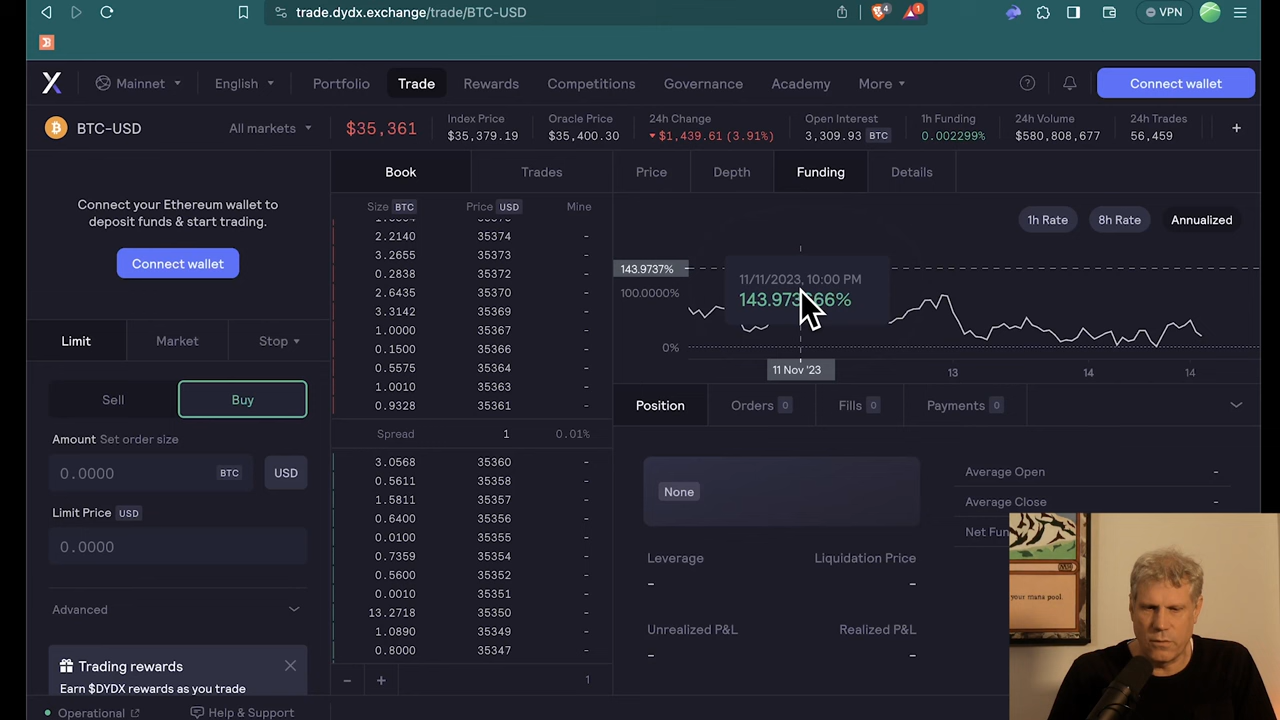 trade.dydx.exchange/trade/BTC-USD
4
1
VPN
B
Mainnet
English
Portfolio
Trade
Rewards
Competitions
Governance
Academy
More
Connect wallet
BTC-USD
All markets
$35,361
Index Price
$35,379.19
Oracle Price
$35,400.30
24h Change
$1,439.61 (3.91%)
Open Interest
3,309.93 BTC
1h Funding
0.002299%
24h Volume
$580,808,677
24h Trades
56,459
+
Connect your Ethereum wallet to
deposit funds & start trading.
Connect wallet
Limit
Market
Stop
Sell
Buy
Amount Set order size
0.0000 BTC
USD
Limit Price USD
0.0000
Advanced
Trading rewards
Earn $DYDX rewards as you trade
Operational
Help & Support
Book
Trades
Size BTC Price USD Mine
2.2140 35374 -
3.2655 35373 -
0.2838 35372 -
2.6435 35370 -
3.3142 35369 -
1.0000 35367 -
0.1500 35366 -
0.5575 35364 -
1.0010 35363 -
0.9328 35361 -
Spread 1 0.01%
3.0568 35360 -
0.5611 35358 -
1.5811 35357 -
0.6400 35356 -
0.0100 35355 -
0.7359 35354 -
0.5600 35352 -
0.0010 35351 -
13.2718 35350 -
1.0890 35349 -
0.8000 35347 -
− + 1
Price
Depth
Funding
Details
1h Rate
8h Rate
Annualized
143.9737%
11/11/2023, 10:00 PM
100.0000%
0%
11 Nov '23
13
14
14
Position
Orders 0
Fills 0
Payments 0
None
Average Open -
Average Close -
Leverage
–
Liquidation Price
–
Unrealized P&L
–
Realized P&L
–
your mana pool.